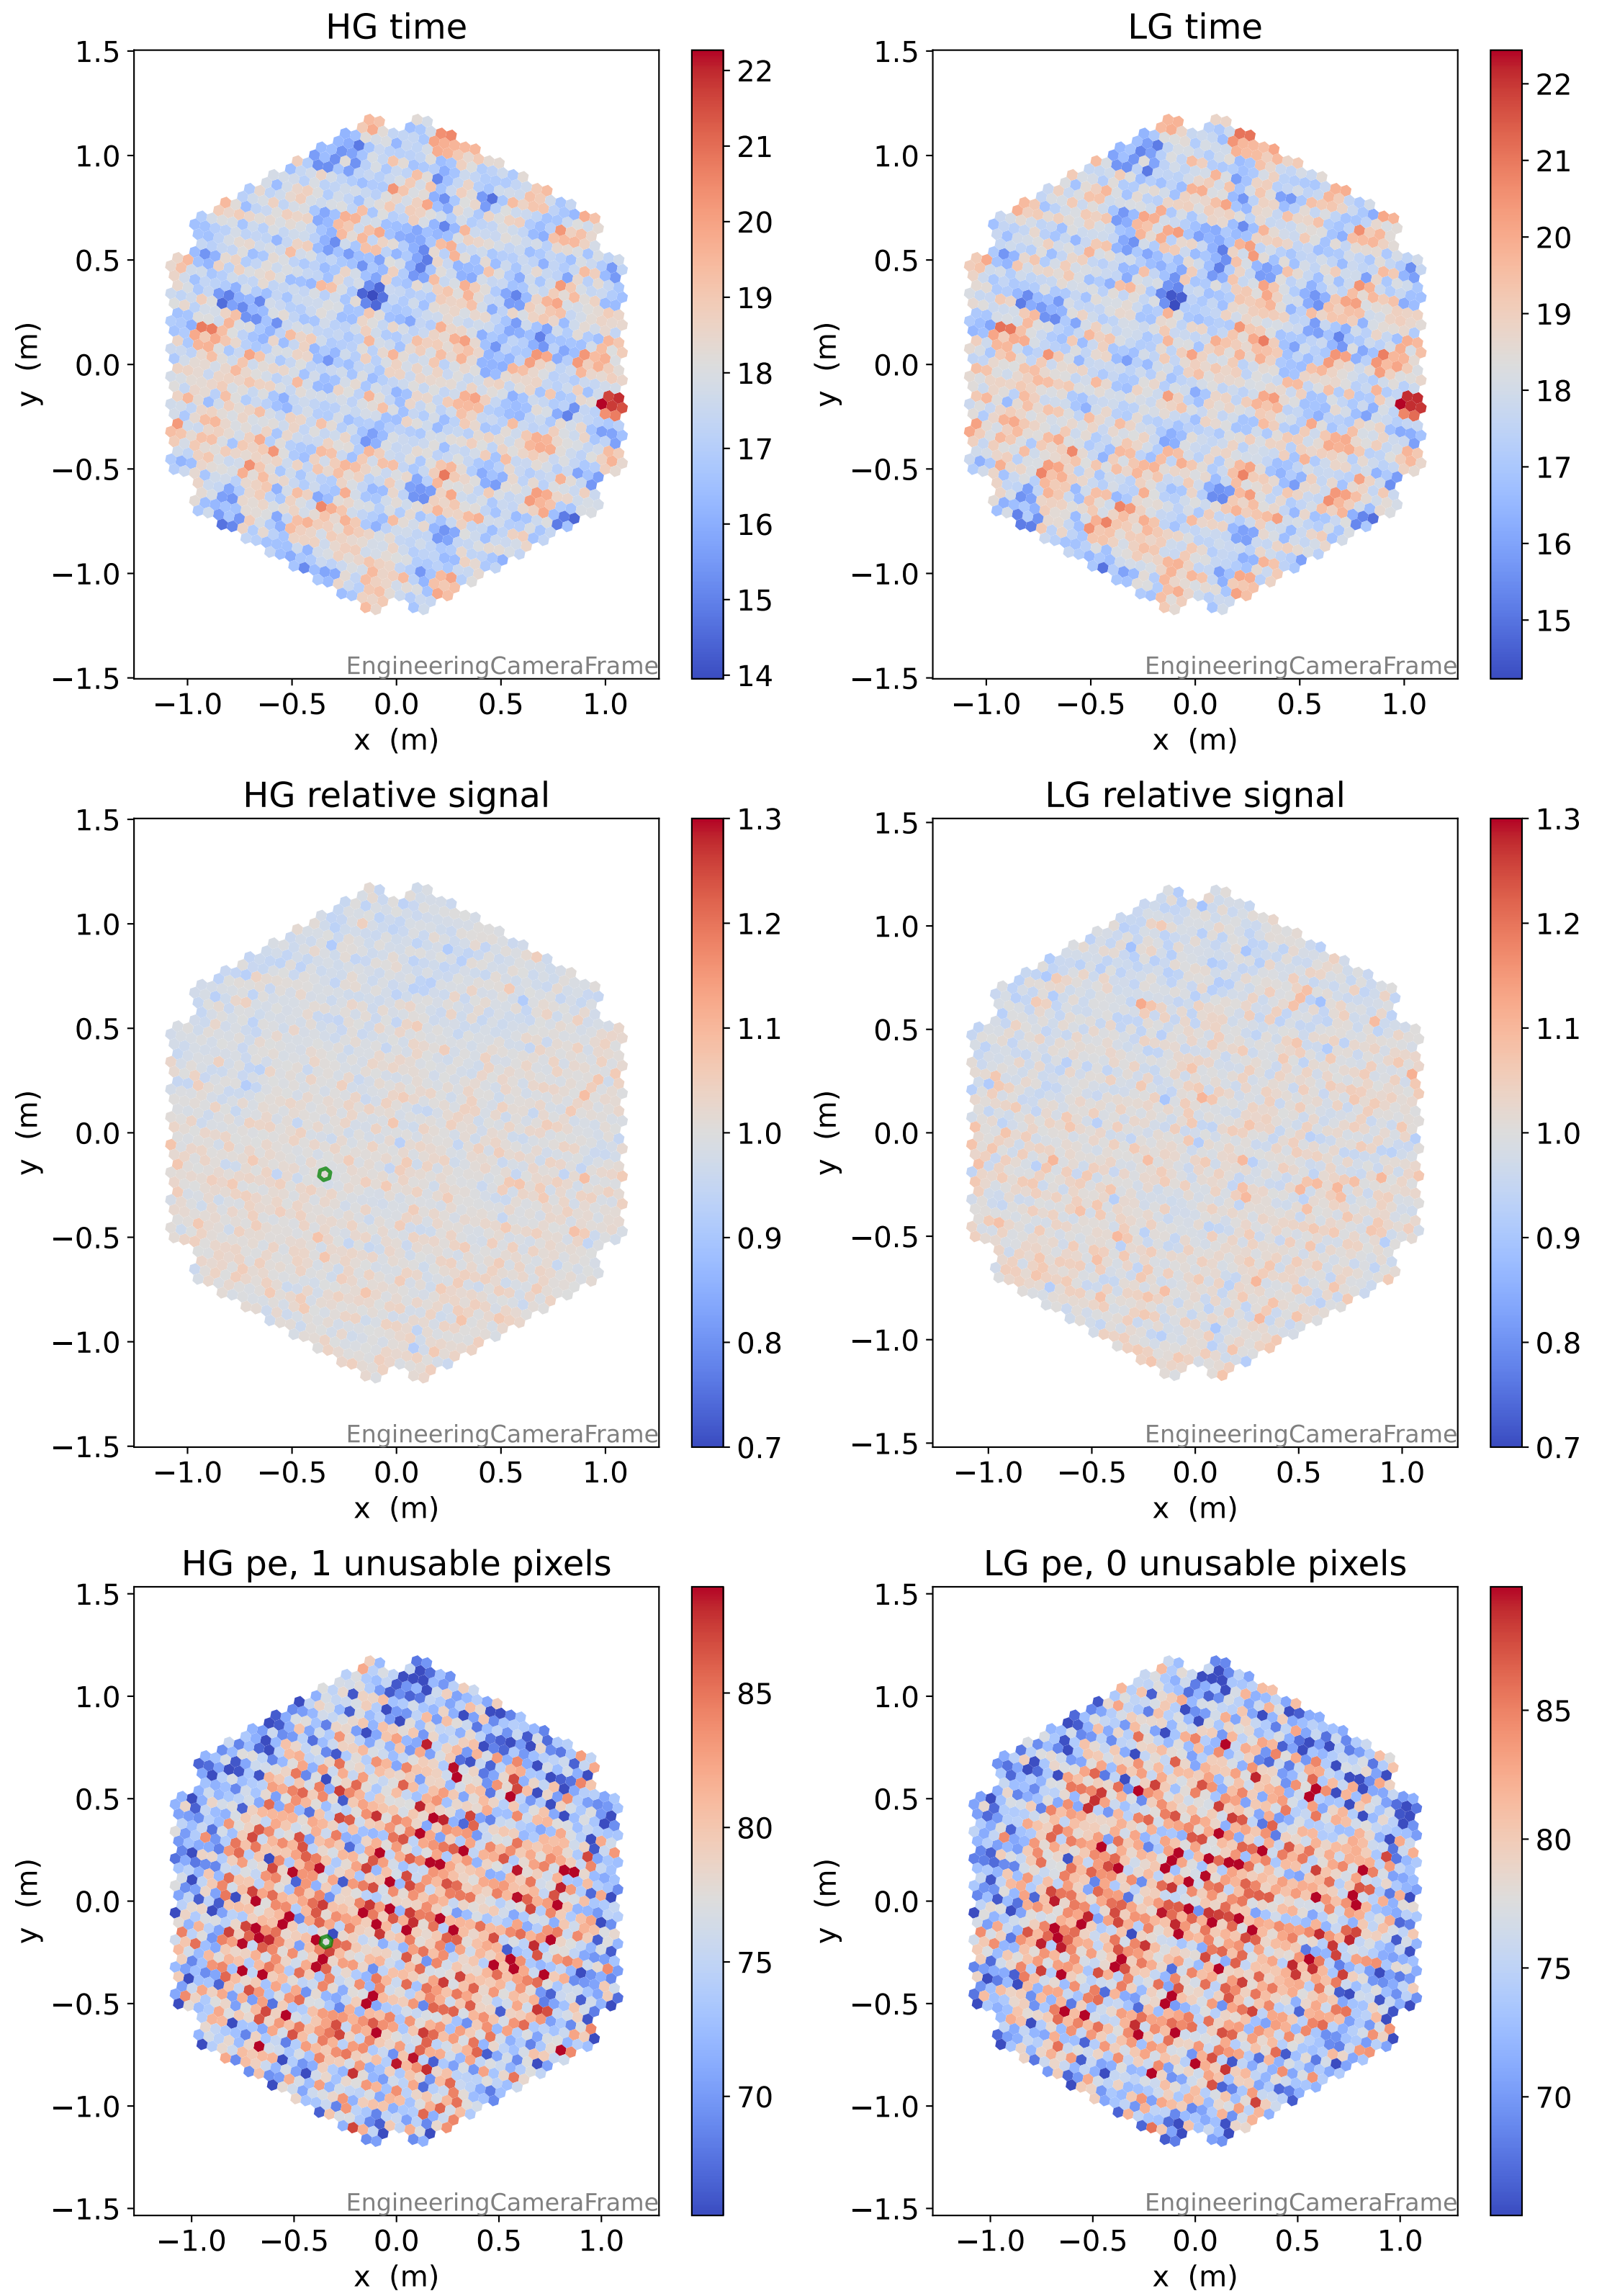 HG time
1.5
1.0
0.5
0.0
−0.5
−1.0
−1.5
y (m)
−1.0 −0.5 0.0 0.5 1.0
x (m)
EngineeringCameraFrame
22
21
20
19
18
17
16
15
14
LG time
1.5
1.0
0.5
0.0
−0.5
−1.0
−1.5
y (m)
−1.0 −0.5 0.0 0.5 1.0
x (m)
EngineeringCameraFrame
22
21
20
19
18
17
16
15
HG relative signal
1.5
1.0
0.5
0.0
−0.5
−1.0
−1.5
y (m)
−1.0 −0.5 0.0 0.5 1.0
x (m)
EngineeringCameraFrame
1.3
1.2
1.1
1.0
0.9
0.8
0.7
LG relative signal
1.5
1.0
0.5
0.0
−0.5
−1.0
−1.5
y (m)
−1.0 −0.5 0.0 0.5 1.0
x (m)
EngineeringCameraFrame
1.3
1.2
1.1
1.0
0.9
0.8
0.7
HG pe, 1 unusable pixels
1.5
1.0
0.5
0.0
−0.5
−1.0
−1.5
y (m)
−1.0 −0.5 0.0 0.5 1.0
x (m)
EngineeringCameraFrame
85
80
75
70
LG pe, 0 unusable pixels
1.5
1.0
0.5
0.0
−0.5
−1.0
−1.5
y (m)
−1.0 −0.5 0.0 0.5 1.0
x (m)
EngineeringCameraFrame
85
80
75
70